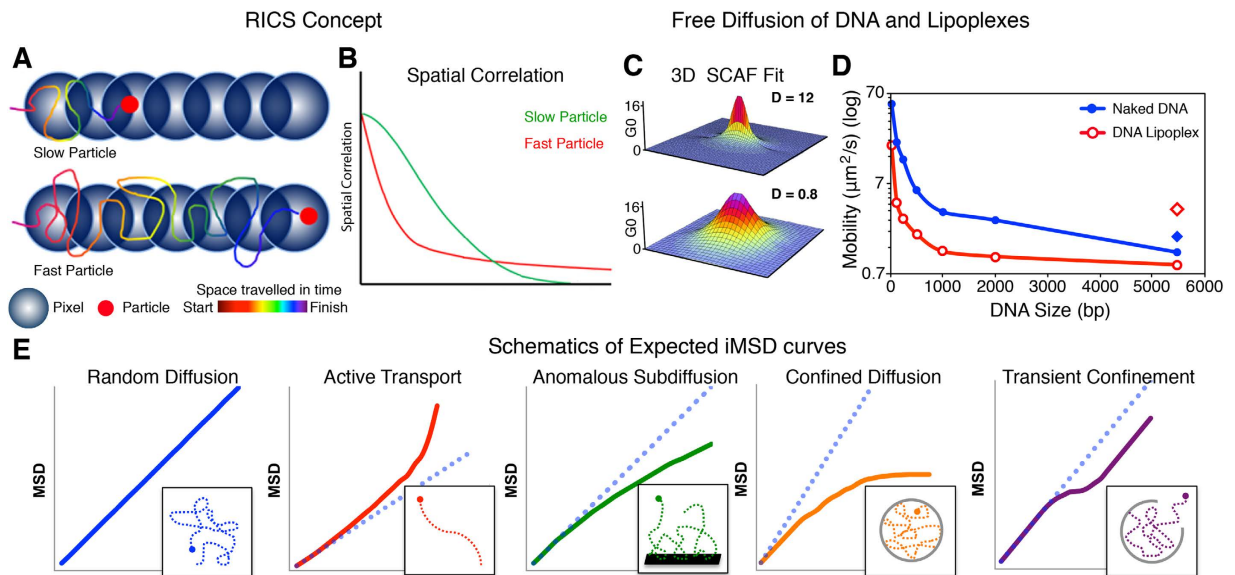 RICS Concept
Free Diffusion of DNA and Lipoplexes
A
Slow Particle
Fast Particle
Pixel
Particle
Space travelled in time
Start
Finish
B
Spatial Correlation
Slow Particle
Fast Particle
Spatial Correlation
C
3D SCAF Fit
D = 12
16
G0
0
D = 0.8
16
G0
0
D
70
7
0.7
Mobility (µm²/s) (log)
Naked DNA
DNA Lipoplex
0 1000 2000 3000 4000 5000 6000
DNA Size (bp)
E
Schematics of Expected iMSD curves
Random Diffusion
MSD
Active Transport
MSD
Anomalous Subdiffusion
MSD
Confined Diffusion
MSD
Transient Confinement
MSD